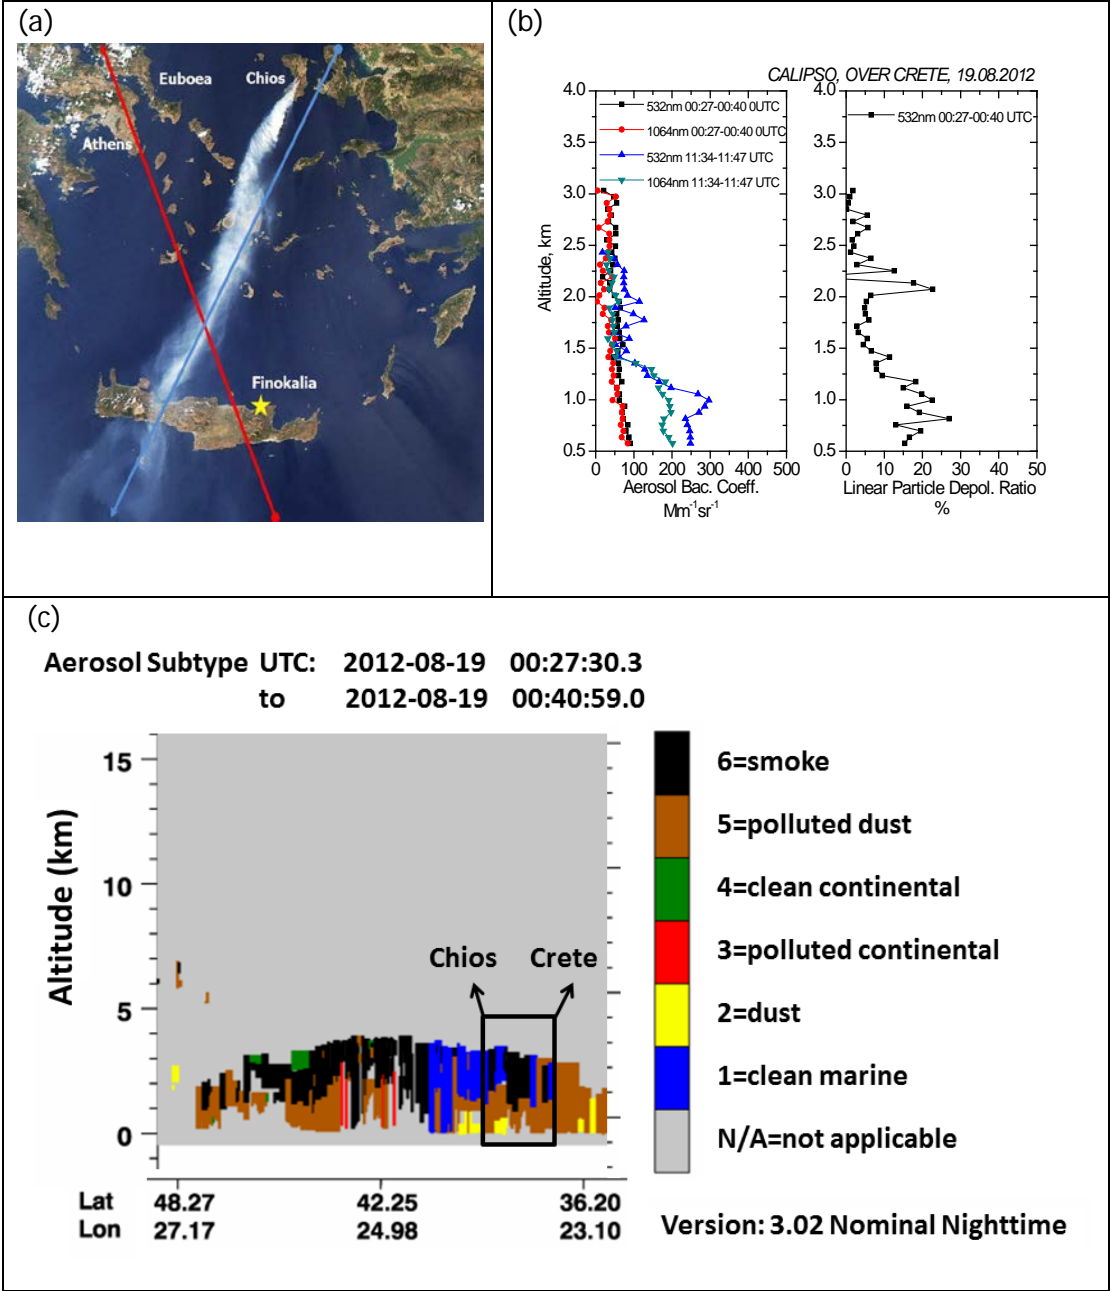 (a)
Euboea
Chios
Athens
Finokalia
(b)
CALIPSO, OVER CRETE, 19.08.2012
4.0
3.5
3.0
2.5
2.0
1.5
1.0
0.5
Altitude, km
532nm 00:27-00:40 0UTC
1064nm 00:27-00:40 0UTC
532nm 11:34-11:47 UTC
1064nm 11:34-11:47 UTC
0 100 200 300 400 500
Aerosol Bac. Coeff.
Mm-1sr-1
4.0
3.5
3.0
2.5
2.0
1.5
1.0
0.5
532nm 00:27-00:40 UTC
0 10 20 30 40 50
Linear Particle Depol. Ratio
%
(c)
Aerosol Subtype UTC: 2012-08-19 00:27:30.3
to 2012-08-19 00:40:59.0
Altitude (km)
15
10
5
0
Chios Crete
Lat 48.27 42.25 36.20
Lon 27.17 24.98 23.10
6=smoke
5=polluted dust
4=clean continental
3=polluted continental
2=dust
1=clean marine
N/A=not applicable
Version: 3.02 Nominal Nighttime